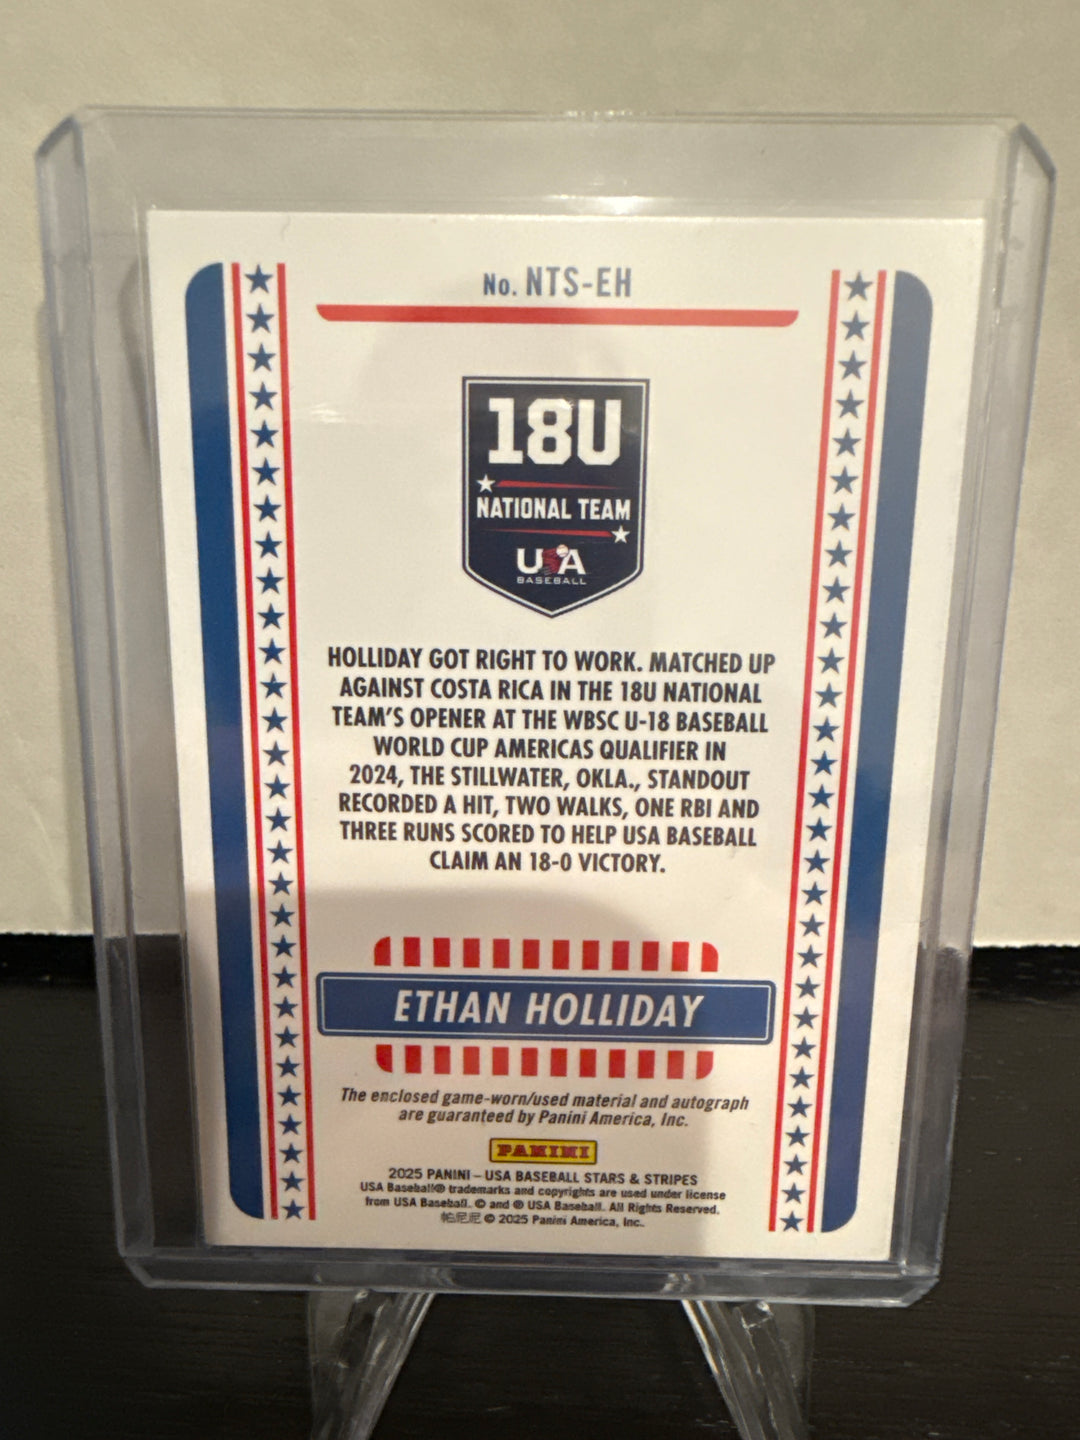 No. NTS-EH
18U
NATIONAL TEAM
USA
BASEBALL
HOLLIDAY GOT RIGHT TO WORK. MATCHED UP
AGAINST COSTA RICA IN THE 18U NATIONAL
TEAM'S OPENER AT THE WBSC U-18 BASEBALL
WORLD CUP AMERICAS QUALIFIER IN
2024, THE STILLWATER, OKLA., STANDOUT
RECORDED A HIT, TWO WALKS, ONE RBI AND
THREE RUNS SCORED TO HELP USA BASEBALL
CLAIM AN 18-0 VICTORY.
ETHAN HOLLIDAY
The enclosed game-worn/used material and autograph
are guaranteed by Panini America, Inc.
PANINI
2025 PANINI – USA BASEBALL STARS & STRIPES
USA Baseball® trademarks and copyrights are used under license
from USA Baseball. © and ® USA Baseball. All Rights Reserved.
帕尼尼 © 2025 Panini America, Inc.